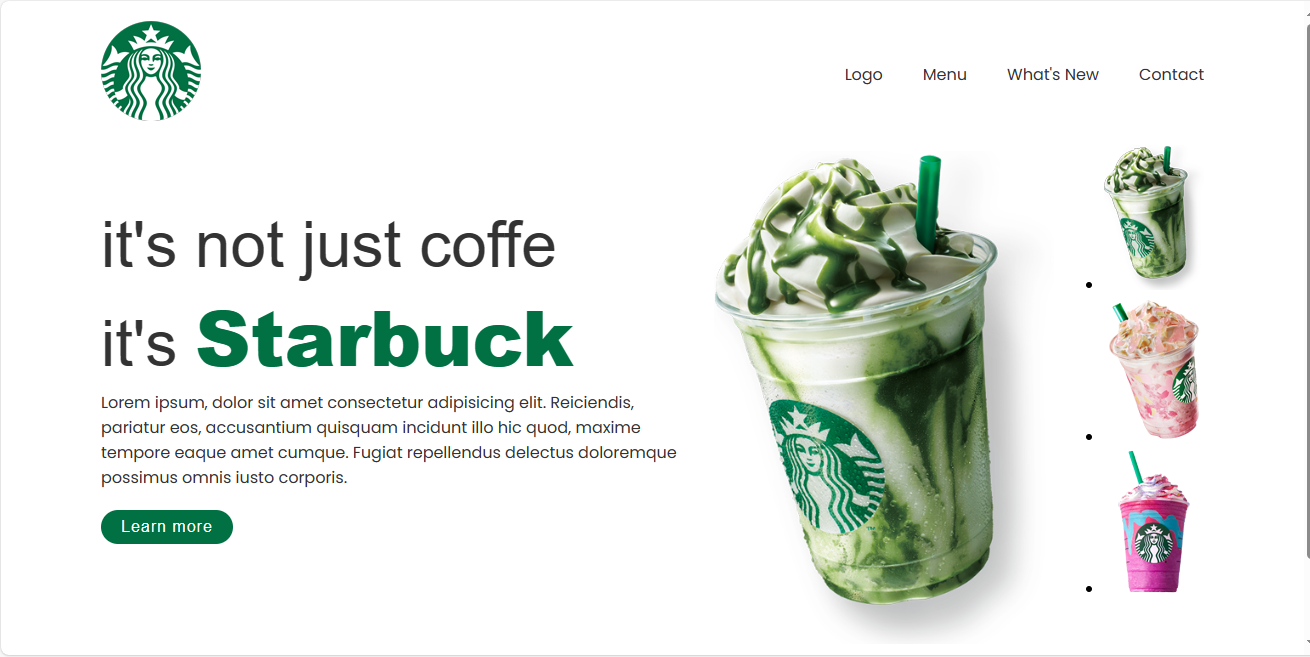 Logo Menu What's New Contact
it's not just coffe
it's Starbuck
Lorem ipsum, dolor sit amet consectetur adipisicing elit. Reiciendis,
pariatur eos, accusantium quisquam incidunt illo hic quod, maxime
tempore eaque amet cumque. Fugiat repellendus delectus doloremque
possimus omnis iusto corporis.
Learn more
TM